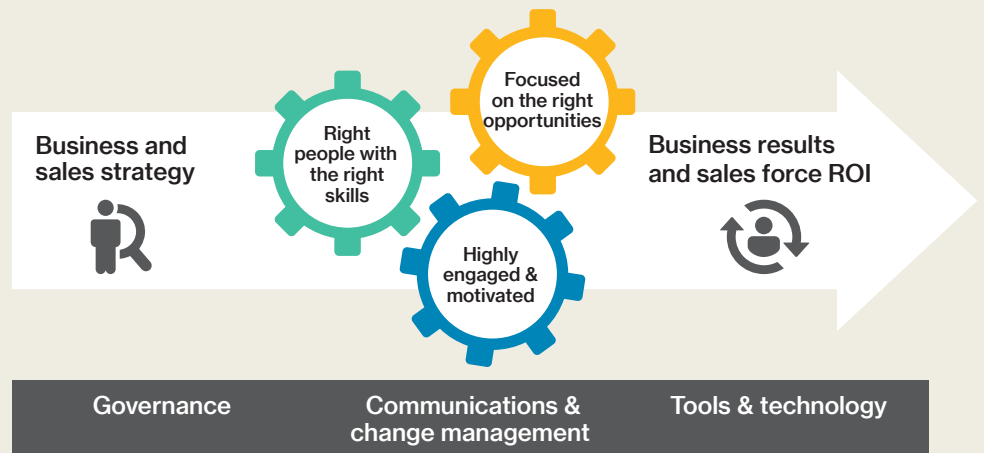 Business and
sales strategy
Right
people with
the right
skills
Focused
on the right
opportunities
Highly
engaged &
motivated
Business results
and sales force ROI
Governance
Communications &
change management
Tools & technology